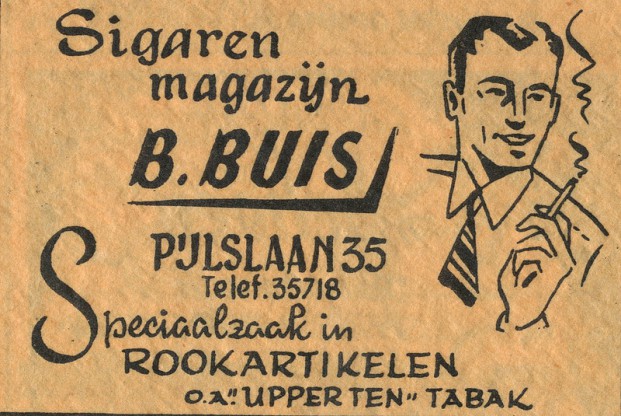 Sigaren
magazijn
B. BUIS
PIJLSLAAN 35
Telef. 35718
Speciaalzaak in
ROOKARTIKELEN
o.a. "UPPER TEN" TABAK